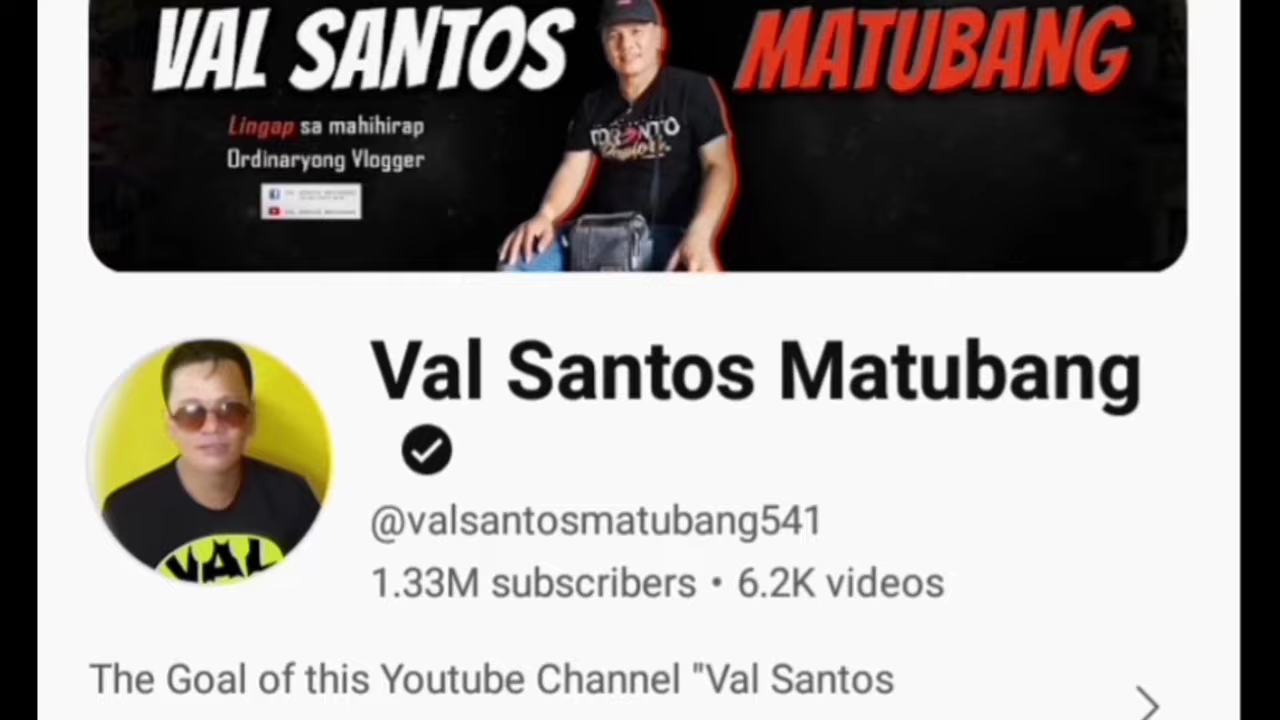 VAL SANTOS MATUBANG
Lingap sa mahihirap
Ordinaryong Vlogger
Val Santos Matubang
@valsantosmatubang541
1.33M subscribers • 6.2K videos
The Goal of this Youtube Channel "Val Santos
VAL